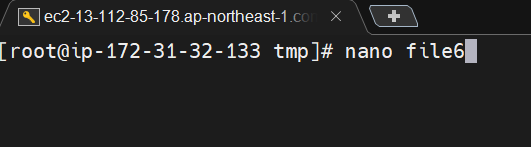 ec2-13-112-85-178.ap-northeast-1.co
[root@ip-172-31-32-133 tmp]# nano file6